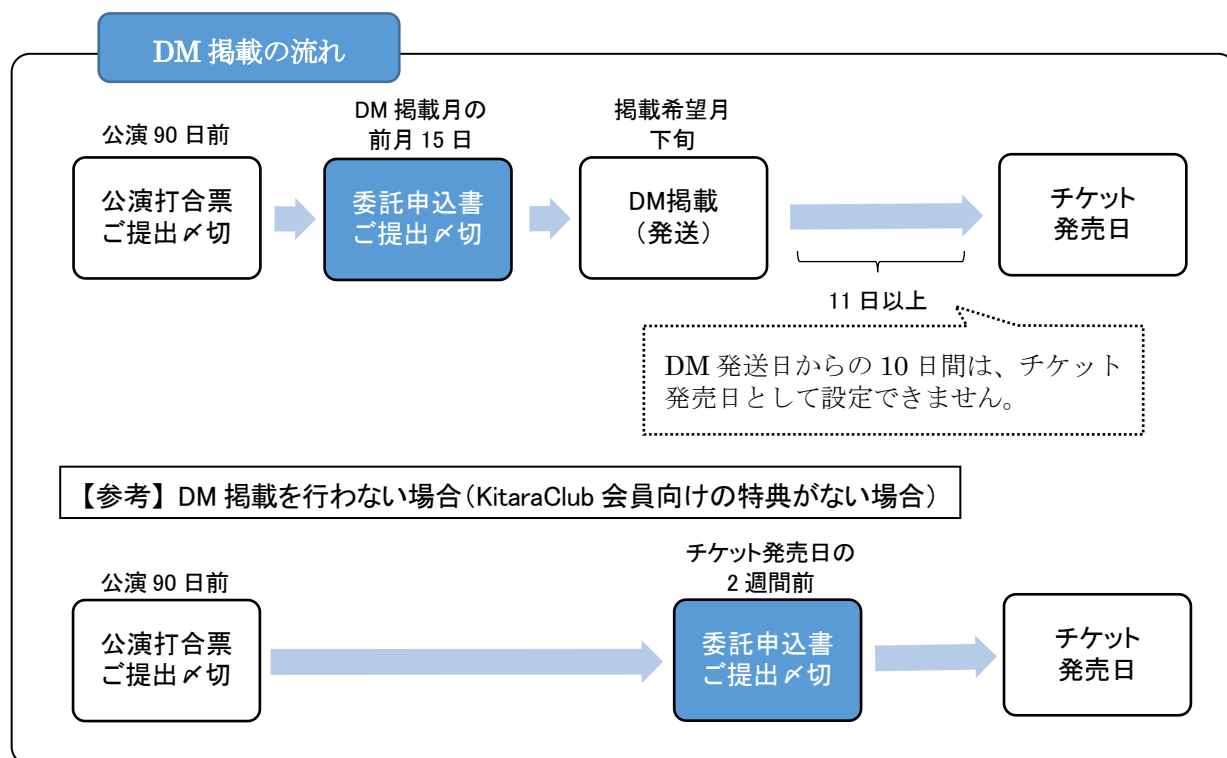 DM 掲載の流れ
公演 90 日前
公演打合票
ご提出〆切
DM 掲載月の
前月 15 日
委託申込書
ご提出〆切
掲載希望月
下旬
DM掲載
（発送）
11 日以上
チケット
発売日
DM 発送日からの 10 日間は、チケット
発売日として設定できません。
【参考】 DM 掲載を行わない場合（KitaraClub 会員向けの特典がない場合）
公演 90 日前
公演打合票
ご提出〆切
チケット発売日の
2 週間前
委託申込書
ご提出〆切
チケット
発売日